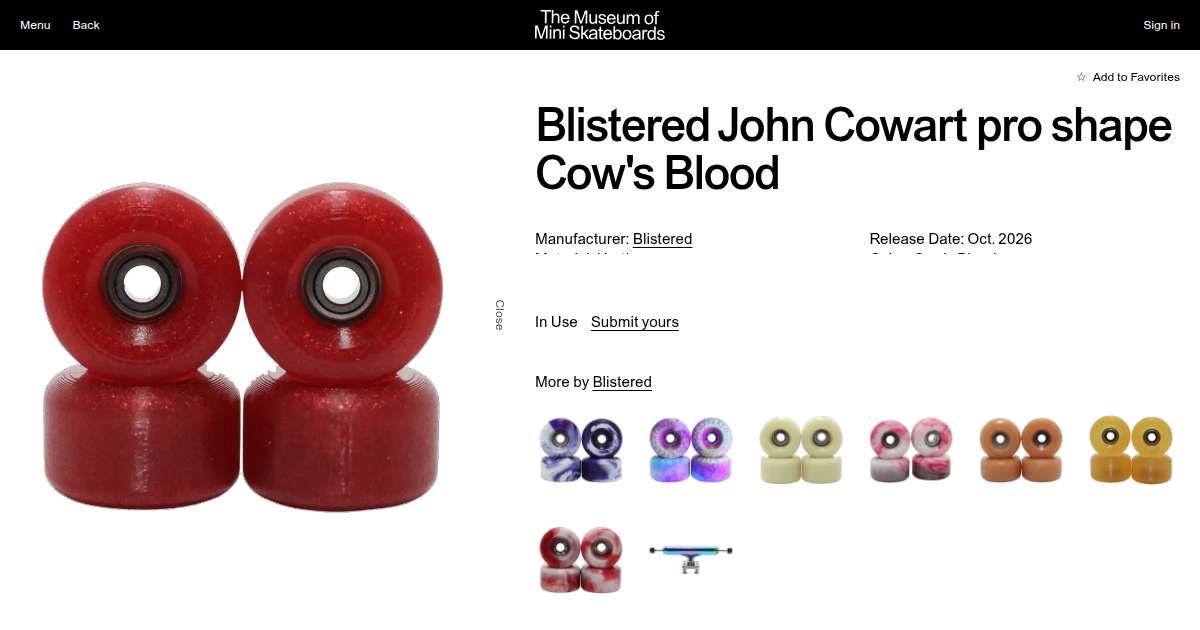 Menu Back
The Museum of
Mini Skateboards
Sign in
☆ Add to Favorites
Blistered John Cowart pro shape
Cow's Blood
Manufacturer: Blistered
Release Date: Oct. 2026
Close
In Use Submit yours
More by Blistered